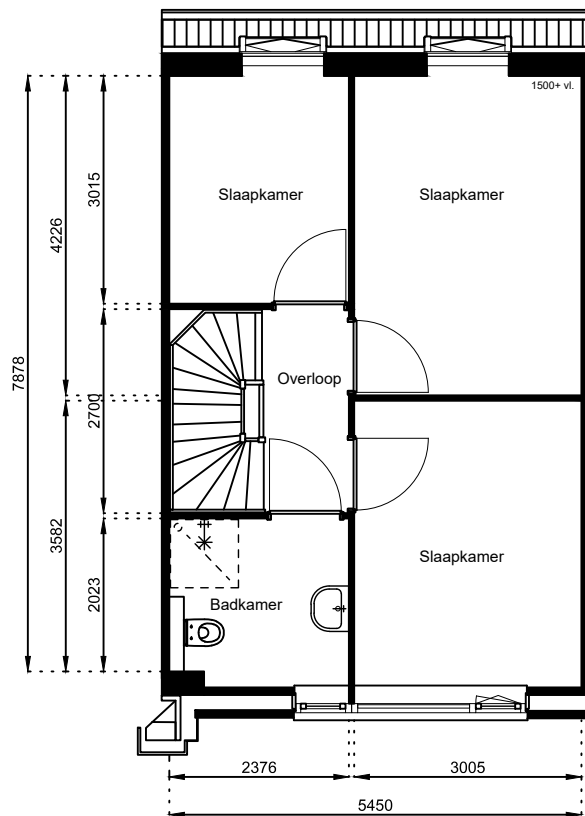 1500+ vl.
Slaapkamer
Slaapkamer
3015
4226
7878
Overloop
2700
3582
2023
Slaapkamer
Badkamer
2376
3005
5450